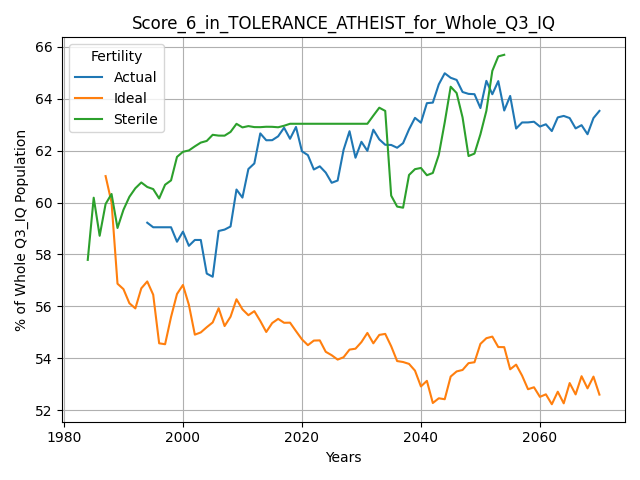 Score_6_in_TOLERANCE_ATHEIST_for_Whole_Q3_IQ
% of Whole Q3_IQ Population
66
64
62
60
58
56
54
52
Fertility
Actual
Ideal
Sterile
1980
2000
2020
2040
2060
Years